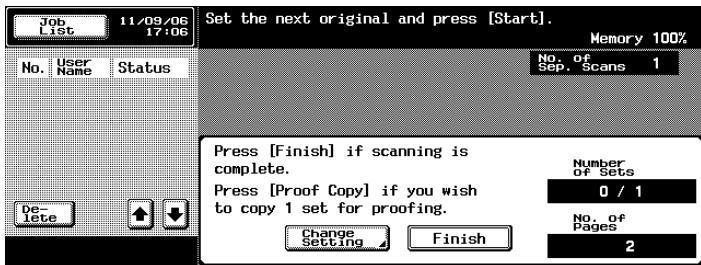 Job
List
11/09/06
17:06
Set the next original and press [Start].
Memory 100%
No. User
Name Status
No. of
Sep. Scans 1
Press [Finish] if scanning is
complete.
Press [Proof Copy] if you wish
to copy 1 set for proofing.
Number
of Sets
0 / 1
No. of
Pages
2
De-
lete
Change
Setting
Finish